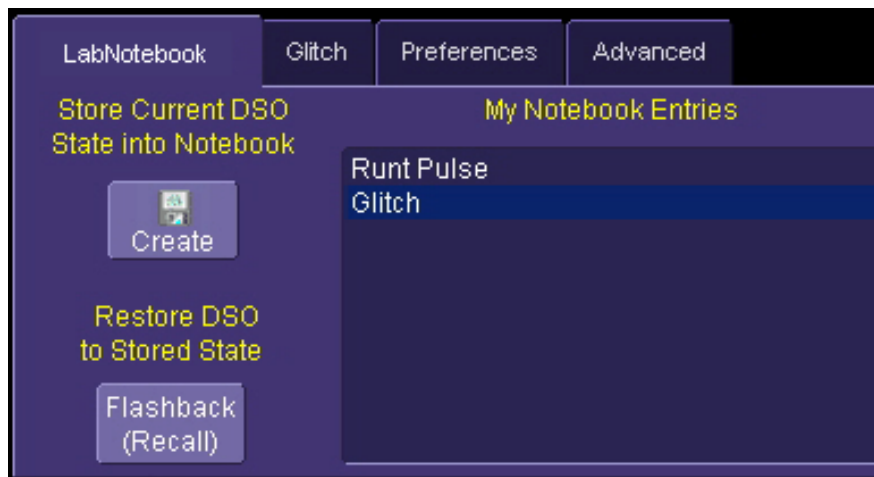 LabNotebook Glitch Preferences Advanced
Store Current DSO
State into Notebook
Create
Restore DSO
to Stored State
Flashback
(Recall)
My Notebook Entries
Runt Pulse
Glitch